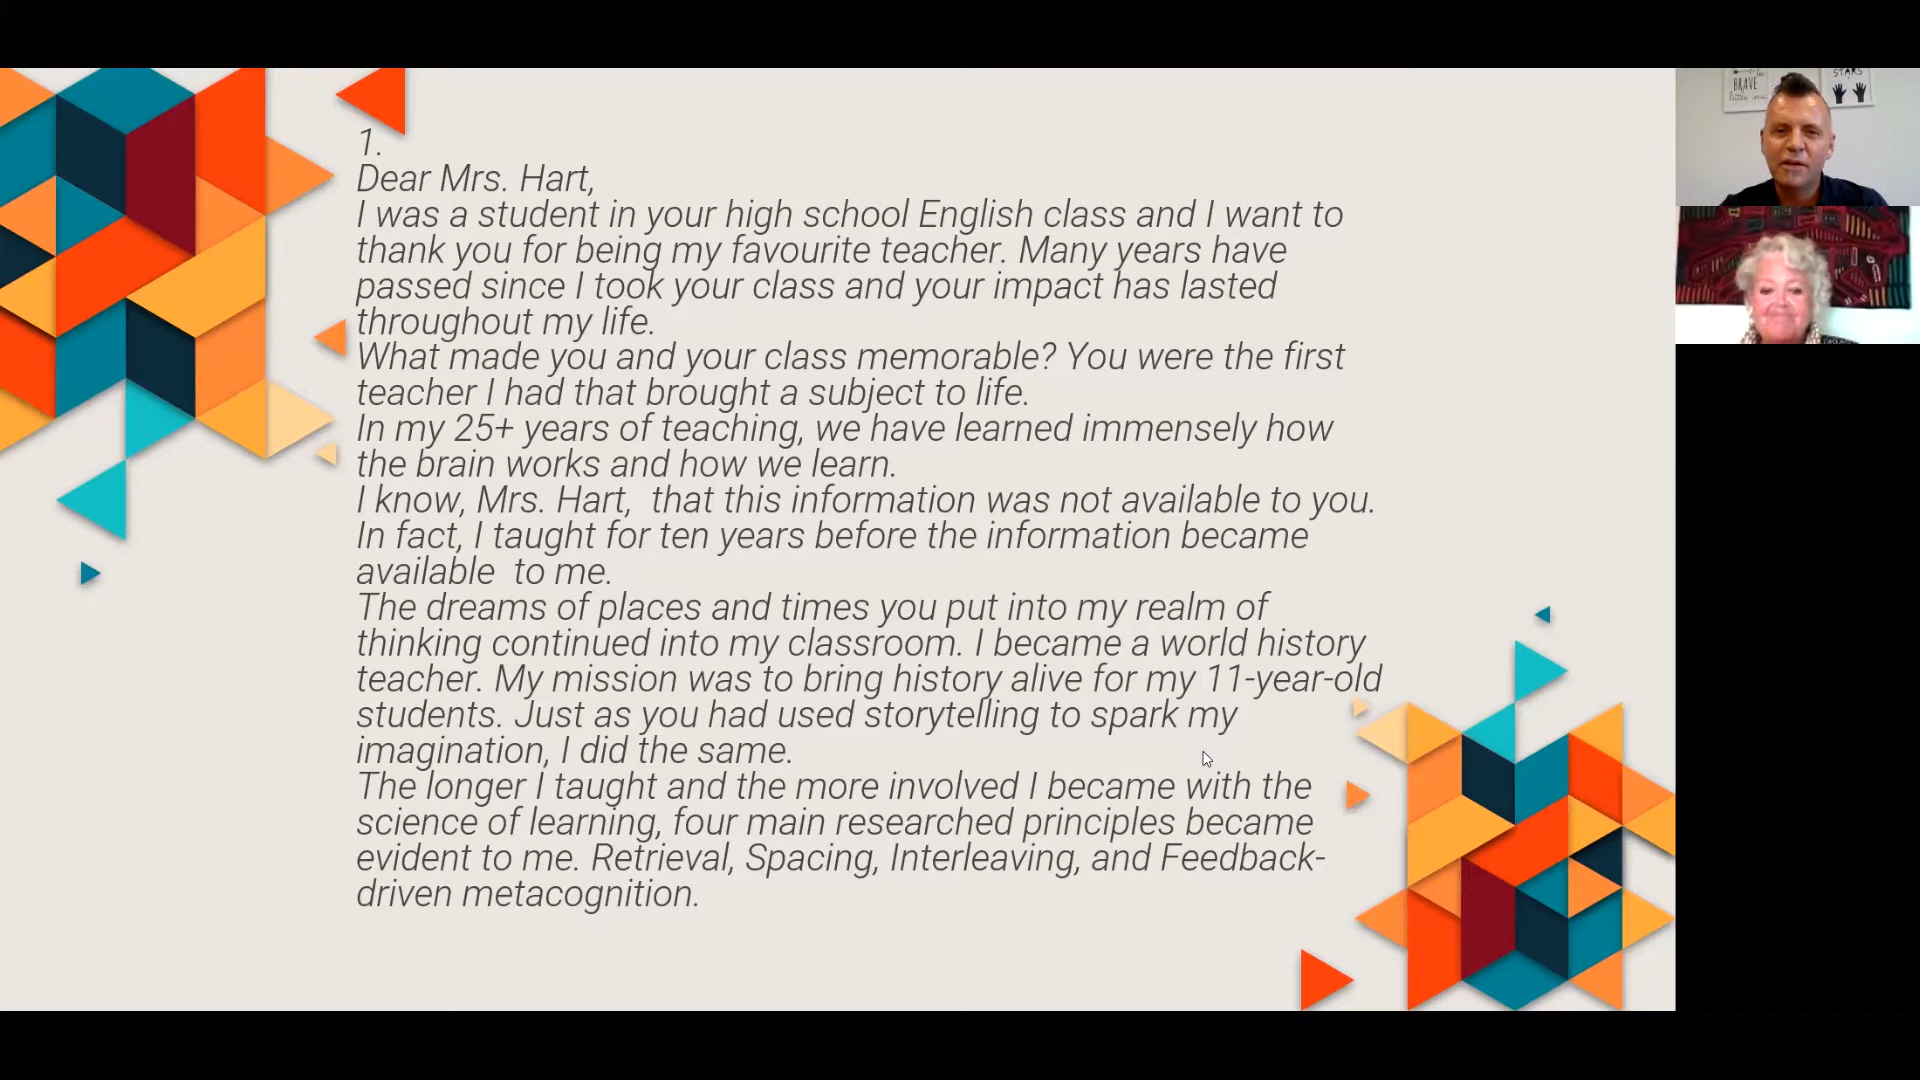 1.
Dear Mrs. Hart,
I was a student in your high school English class and I want to
thank you for being my favourite teacher. Many years have
passed since I took your class and your impact has lasted
throughout my life.
What made you and your class memorable? You were the first
teacher I had that brought a subject to life.
In my 25+ years of teaching, we have learned immensely how
the brain works and how we learn.
I know, Mrs. Hart,  that this information was not available to you.
In fact, I taught for ten years before the information became
available  to me.
The dreams of places and times you put into my realm of
thinking continued into my classroom. I became a world history
teacher. My mission was to bring history alive for my 11-year-old
students. Just as you had used storytelling to spark my
imagination, I did the same.
The longer I taught and the more involved I became with the
science of learning, four main researched principles became
evident to me. Retrieval, Spacing, Interleaving, and Feedback-
driven metacognition.
BRAVE
STARS